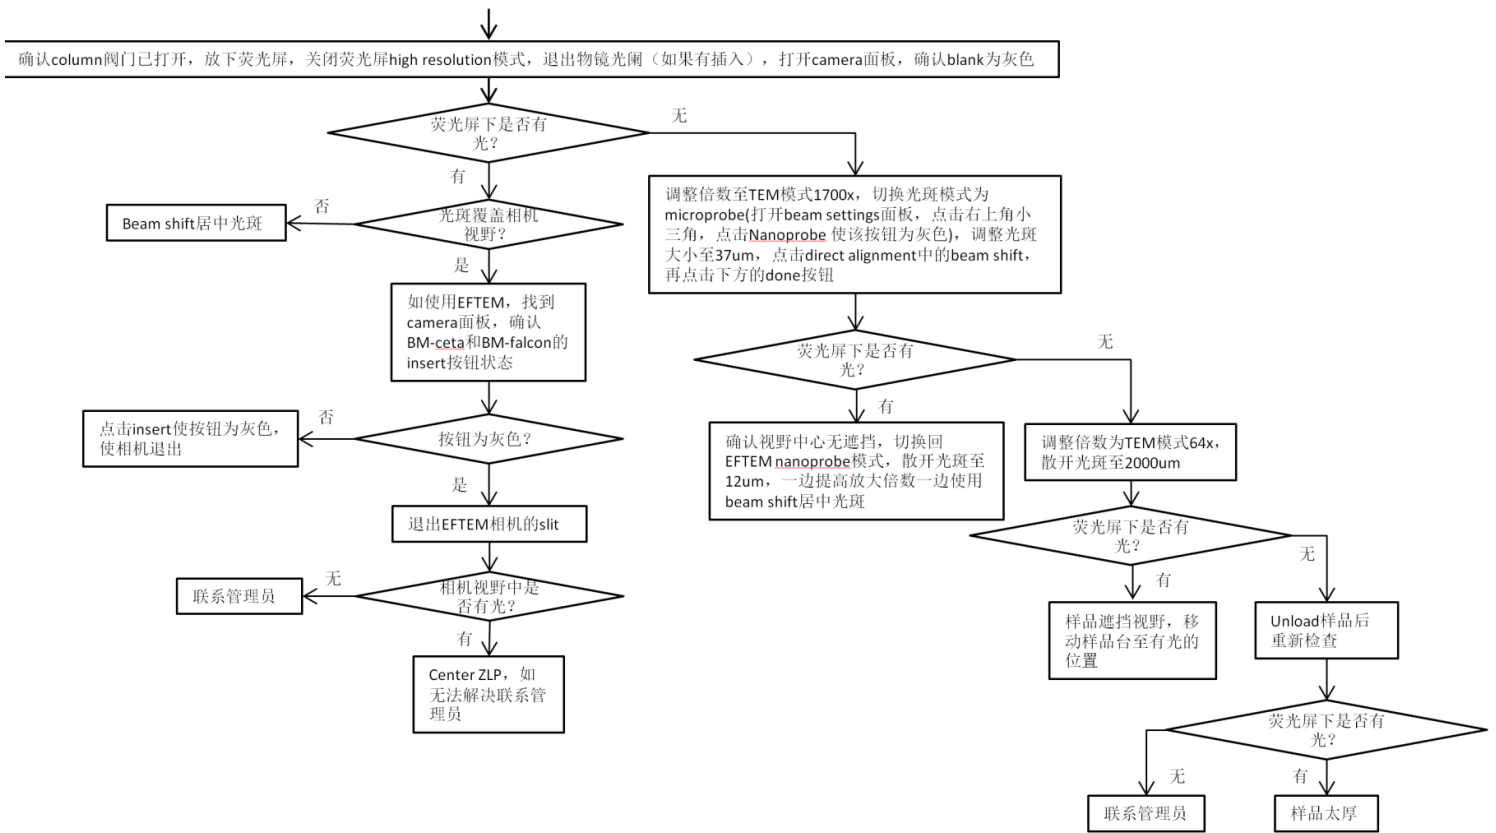 确认column阀门已打开，放下荧光屏，关闭荧光屏high resolution模式，退出物镜光阑（如果有插入），打开camera面板，确认blank为灰色
荧光屏下是否有
光？
无
有
光斑覆盖相机
视野？
否
Beam shift居中光斑
是
如使用EFTEM，找到
camera面板，确认
BM-ceta和BM-falcon的
insert按钮状态
按钮为灰色？
否
点击insert使按钮为灰色，
使相机退出
是
退出EFTEM相机的slit
相机视野中是
否有光？
无
联系管理员
有
Center ZLP，如
无法解决联系管
理员
调整倍数至TEM模式1700x，切换光斑模式为
microprobe(打开beam settings面板，点击右上角小
三角，点击Nanoprobe 使该按钮为灰色)，调整光斑
大小至37um，点击direct alignment中的beam shift，
再点击下方的done按钮
荧光屏下是否有
光？
无
有
确认视野中心无遮挡，切换回
EFTEM nanoprobe模式，散开光斑至
12um，一边提高放大倍数一边使用
beam shift居中光斑
调整倍数为TEM模式64x，
散开光斑至2000um
荧光屏下是否有
光？
无
有
样品遮挡视野，移
动样品台至有光的
位置
Unload样品后
重新检查
荧光屏下是否有
光？
无
有
联系管理员
样品太厚